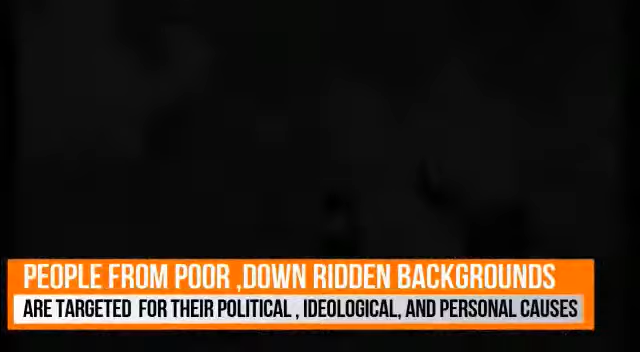 PEOPLE FROM POOR ,DOWN RIDDEN BACKGROUNDS
ARE TARGETED FOR THEIR POLITICAL , IDEOLOGICAL, AND PERSONAL CAUSES